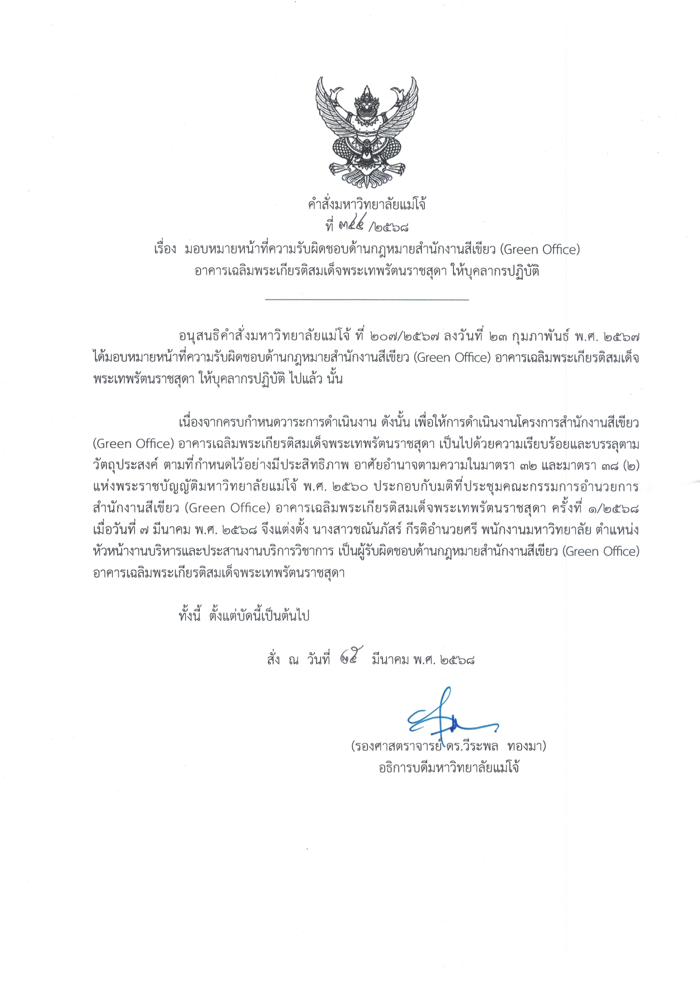 คำสั่งมหาวิทยาลัยแม่โจ้
ที่ /๒๕๖๘
เรื่อง มอบหมายหน้าที่ความรับผิดชอบด้านกฎหมายสำนักงานสีเขียว (Green Office)
อาคารเฉลิมพระเกียรติสมเด็จพระเทพรัตนราชสุดา ให้บุคลากรปฏิบัติ
อนุสนธิคำสั่งมหาวิทยาลัยแม่โจ้ ที่ ๒๐๗/๒๕๖๗ ลงวันที่ ๒๓ กุมภาพันธ์ พ.ศ. ๒๕๖๗
ได้มอบหมายหน้าที่ความรับผิดชอบด้านกฎหมายสำนักงานสีเขียว (Green Office) อาคารเฉลิมพระเกียรติสมเด็จ
พระเทพรัตนราชสุดา ให้บุคลากรปฏิบัติ ไปแล้ว นั้น
เนื่องจากครบกำหนดวาระการดำเนินงาน ดังนั้น เพื่อให้การดำเนินงานโครงการสำนักงานสีเขียว
(Green Office) อาคารเฉลิมพระเกียรติสมเด็จพระเทพรัตนราชสุดา เป็นไปด้วยความเรียบร้อยและบรรลุตาม
วัตถุประสงค์ ตามที่กำหนดไว้อย่างมีประสิทธิภาพ อาศัยอำนาจตามความในมาตรา ๓๒ และมาตรา ๓๘ (๒)
แห่งพระราชบัญญัติมหาวิทยาลัยแม่โจ้ พ.ศ. ๒๕๖๐ ประกอบกับมติที่ประชุมคณะกรรมการอำนวยการ
สำนักงานสีเขียว (Green Office) อาคารเฉลิมพระเกียรติสมเด็จพระเทพรัตนราชสุดา ครั้งที่ ๑/๒๕๖๘
เมื่อวันที่ ๗ มีนาคม พ.ศ. ๒๕๖๘ จึงแต่งตั้ง นางสาวชณันภัสร์ กีรติอำนวยศรี พนักงานมหาวิทยาลัย ตำแหน่ง
หัวหน้างานบริหารและประสานงานบริการวิชาการ เป็นผู้รับผิดชอบด้านกฎหมายสำนักงานสีเขียว (Green Office)
อาคารเฉลิมพระเกียรติสมเด็จพระเทพรัตนราชสุดา
ทั้งนี้ ตั้งแต่บัดนี้เป็นต้นไป
สั่ง ณ วันที่ ๒๕ มีนาคม พ.ศ. ๒๕๖๘
(รองศาสตราจารย์ ดร.วีระพล ทองมา)
อธิการบดีมหาวิทยาลัยแม่โจ้